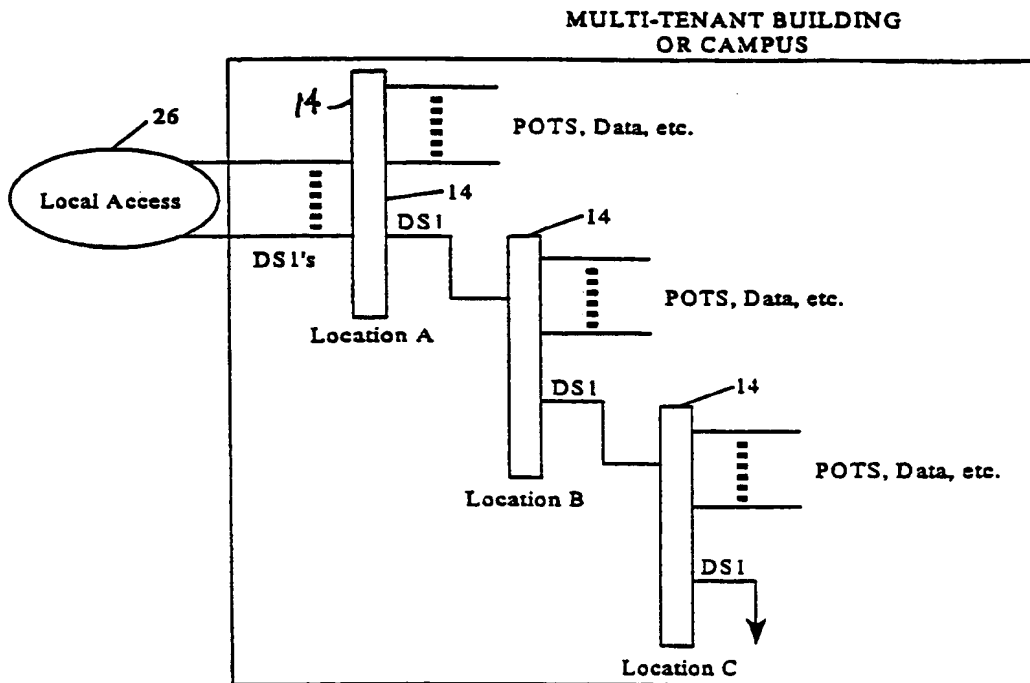 MULTI-TENANT BUILDING
OR CAMPUS
14
26
POTS, Data, etc.
Local Access
14
DS1
14
DS1's
POTS, Data, etc.
Location A
DS1
14
POTS, Data, etc.
Location B
DS1
Location C